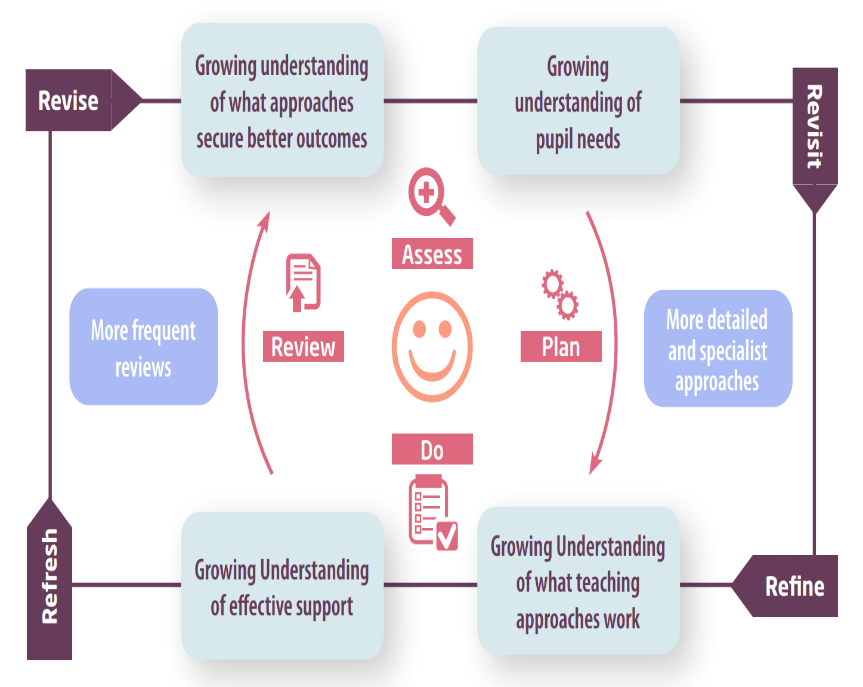 Revise
Growing understanding
of what approaches
secure better outcomes
Growing
understanding of
pupil needs
Revisit
Assess
More frequent
reviews
Review
Plan
More detailed
and specialist
approaches
Do
Refresh
Growing Understanding
of effective support
Growing Understanding
of what teaching
approaches work
Refine